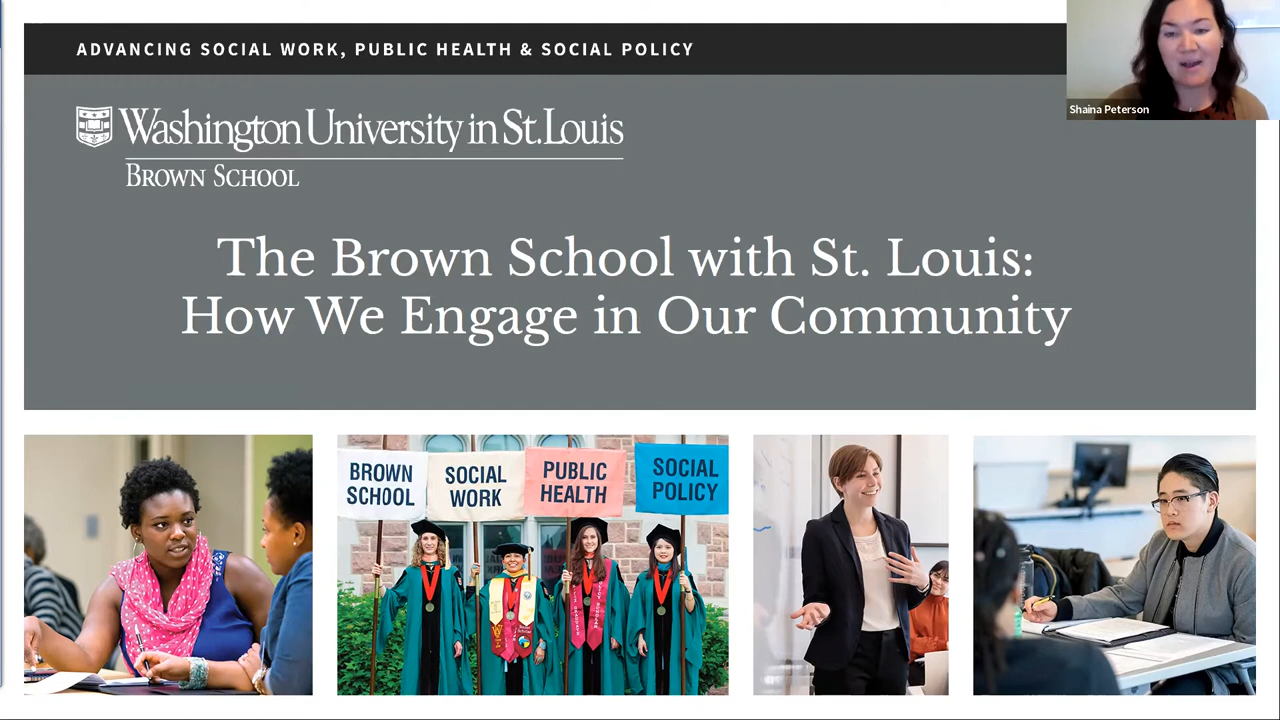 ADVANCING SOCIAL WORK, PUBLIC HEALTH & SOCIAL POLICY
Shaina Peterson
Washington University in St. Louis
BROWN SCHOOL
The Brown School with St. Louis:
How We Engage in Our Community
BROWN
SCHOOL
SOCIAL
WORK
PUBLIC
HEALTH
SOCIAL
POLICY